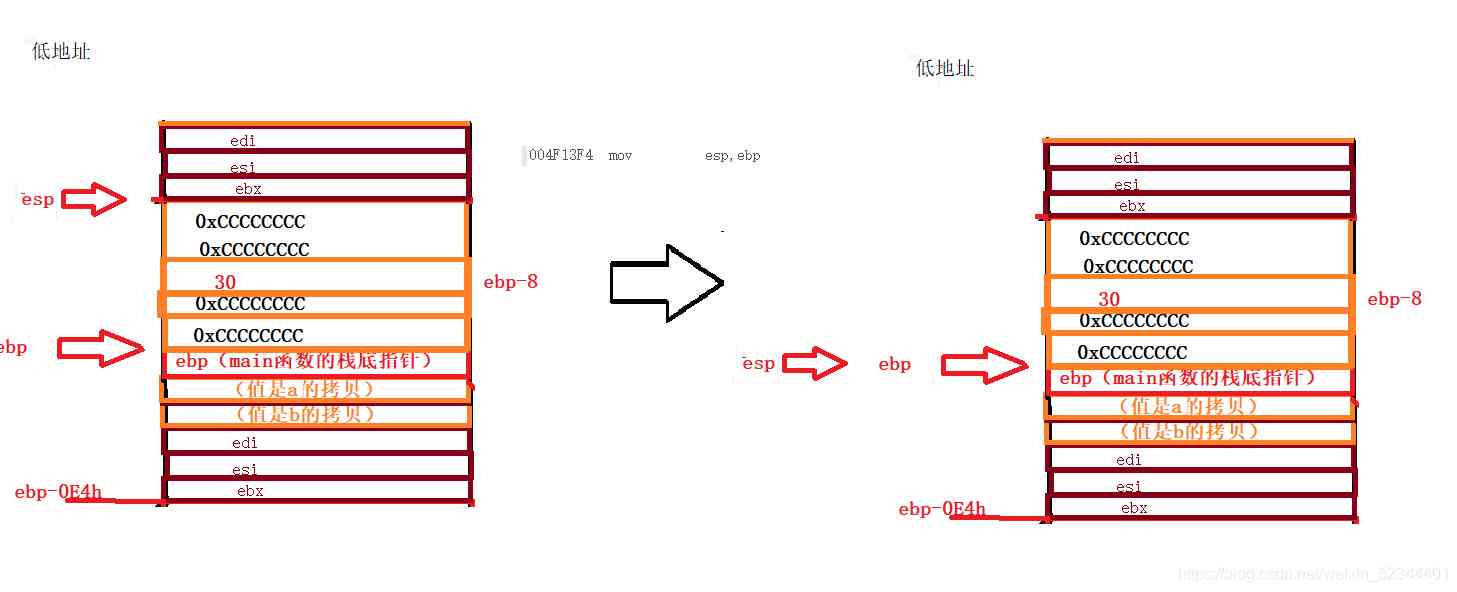 低地址
edi
esi
esp
ebx
0xCCCCCCCC
0xCCCCCCCC
30
ebp-8
0xCCCCCCCC
0xCCCCCCCC
ebp
ebp（main函数的栈底指针）
（值是a的拷贝）
（值是b的拷贝）
edi
esi
ebx
ebp-0E4h
004F13F4 mov esp,ebp
低地址
edi
esi
ebx
0xCCCCCCCC
0xCCCCCCCC
30
ebp-8
0xCCCCCCCC
0xCCCCCCCC
esp
ebp
ebp（main函数的栈底指针）
（值是a的拷贝）
（值是b的拷贝）
edi
esi
ebx
ebp-0E4h
https://blog.csdn.net/weixin_52344401